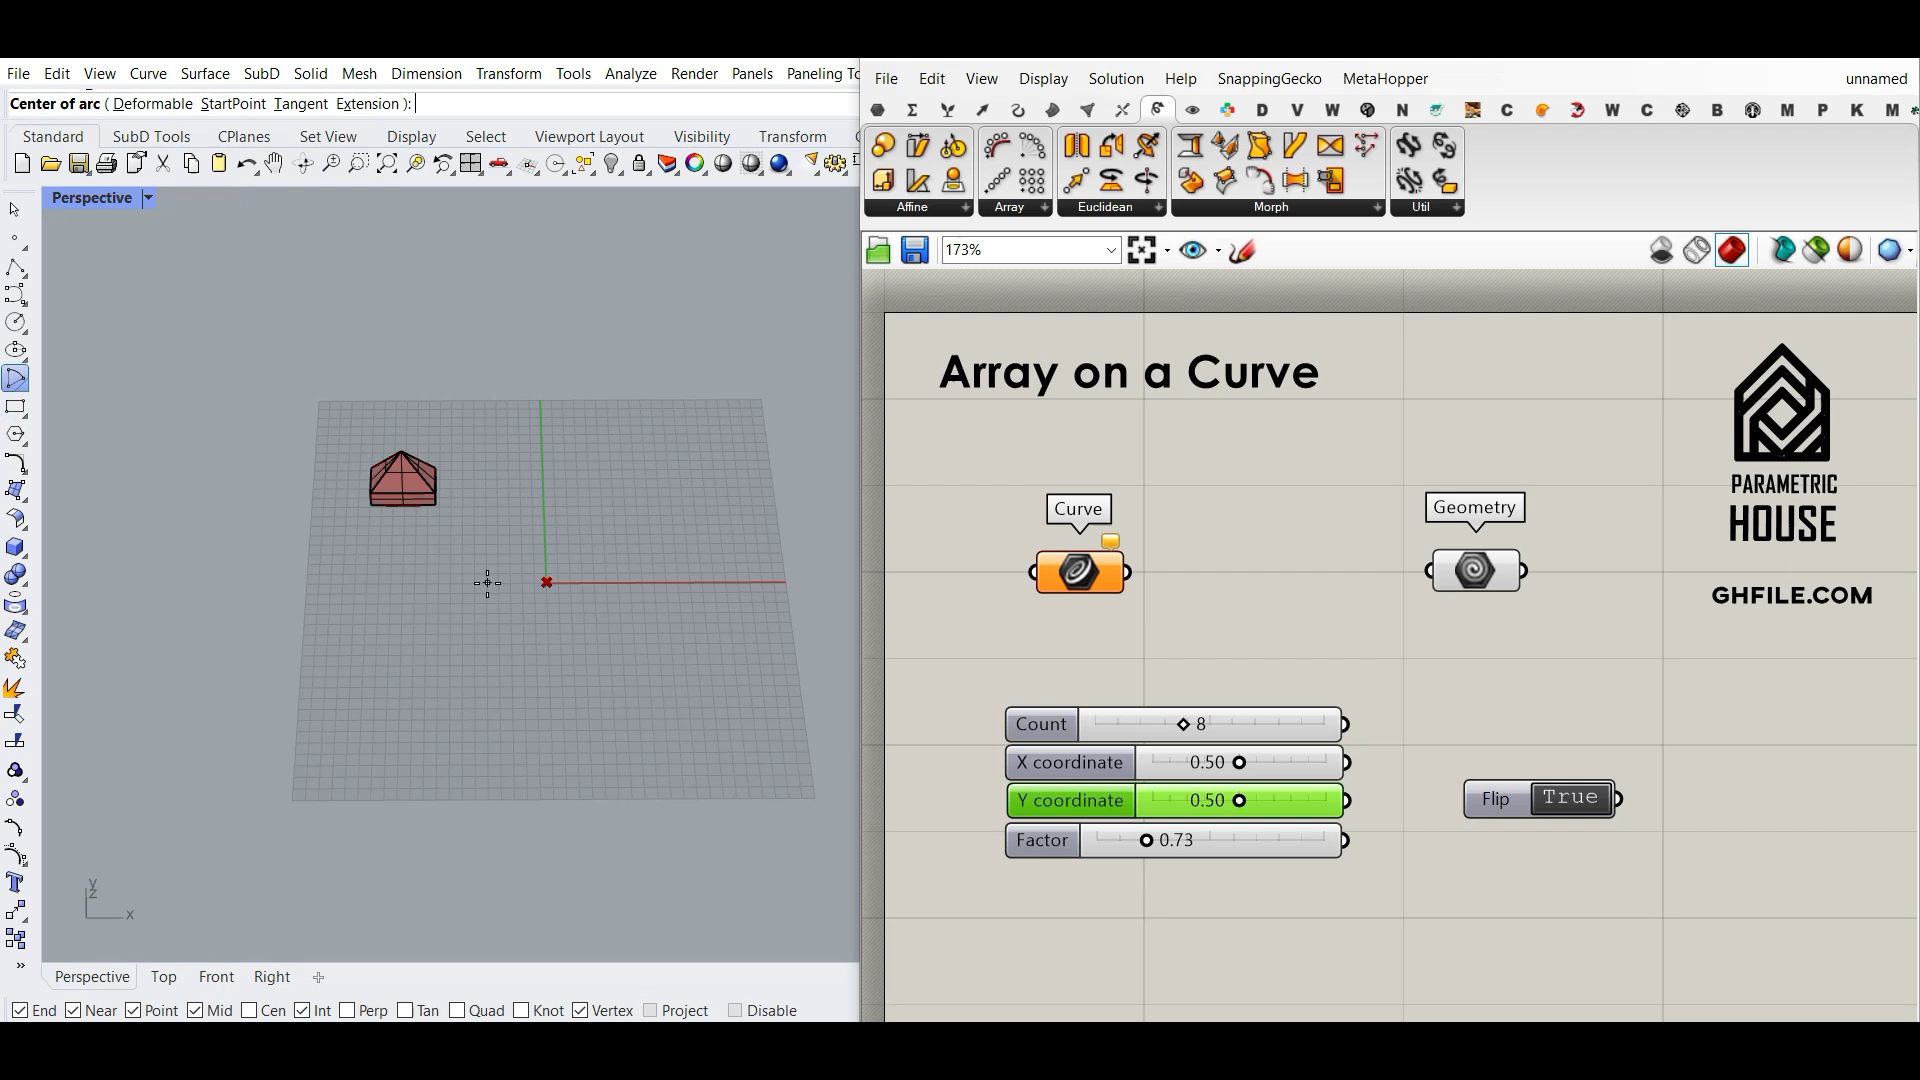 File Edit View Curve Surface SubD Solid Mesh Dimension Transform Tools Analyze Render Panels Paneling To
Center of arc ( Deformable StartPoint Tangent Extension ):
Standard SubD Tools CPlanes Set View Display Select Viewport Layout Visibility Transform
Perspective
y
z
x
Perspective Top Front Right
End Near Point Mid Cen Int Perp Tan Quad Knot Vertex Project Disable
File Edit View Display Solution Help SnappingGecko MetaHopper unnamed
D V W N C W C B M P K M
Affine Array Euclidean Morph Util
173%
Array on a Curve
PARAMETRIC
HOUSE
GHFILE.COM
Curve
Geometry
Count 8
X coordinate 0.50
Y coordinate 0.50
Factor 0.73
Flip True